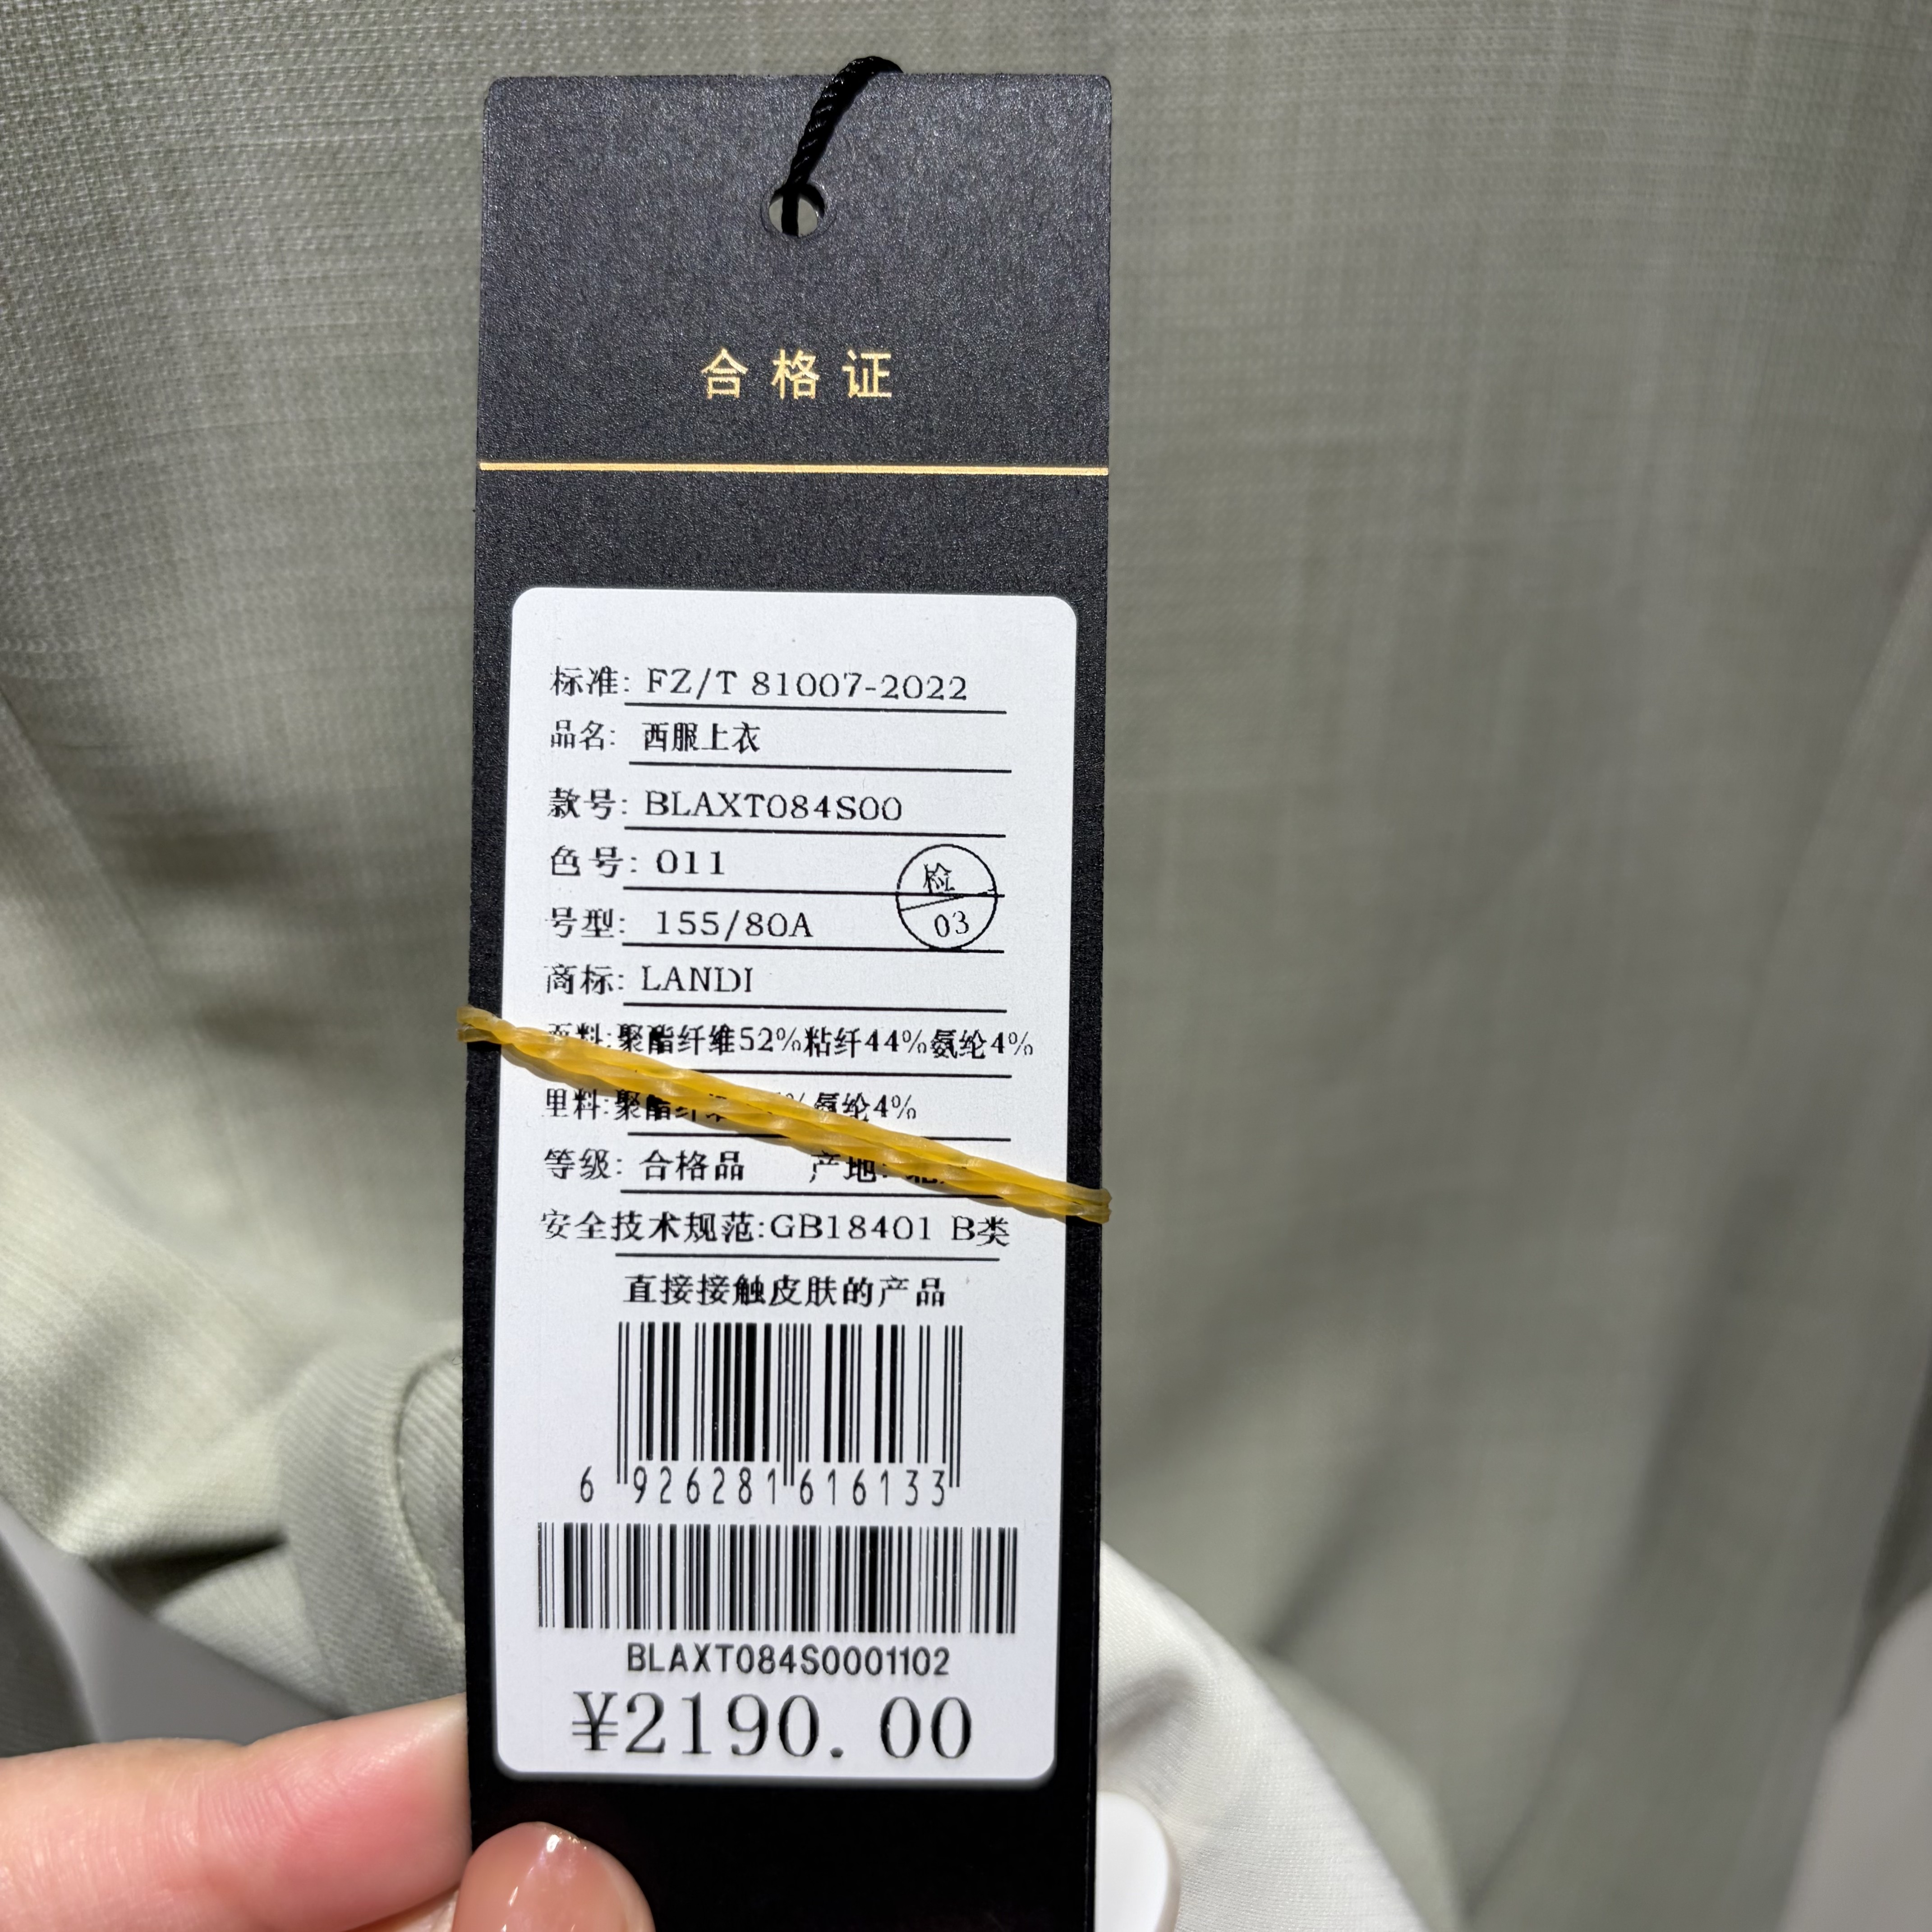 合格证
标准: FZ/T 81007-2022
品名: 西服上衣
款号: BLAXT084S00
色号: 011
检
03
号型: 155/80A
商标: LANDI
面料:聚酯纤维52%粘纤44%氨纶4%
里料:聚酯纤维 % 氨纶4%
等级: 合格品 产地:
安全技术规范:GB18401 B类
直接接触皮肤的产品
6 926281 616133
BLAXT084S0001102
¥2190.00